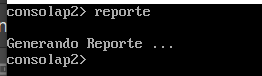 consolap2> reporte
Generando Reporte ...
consolap2>